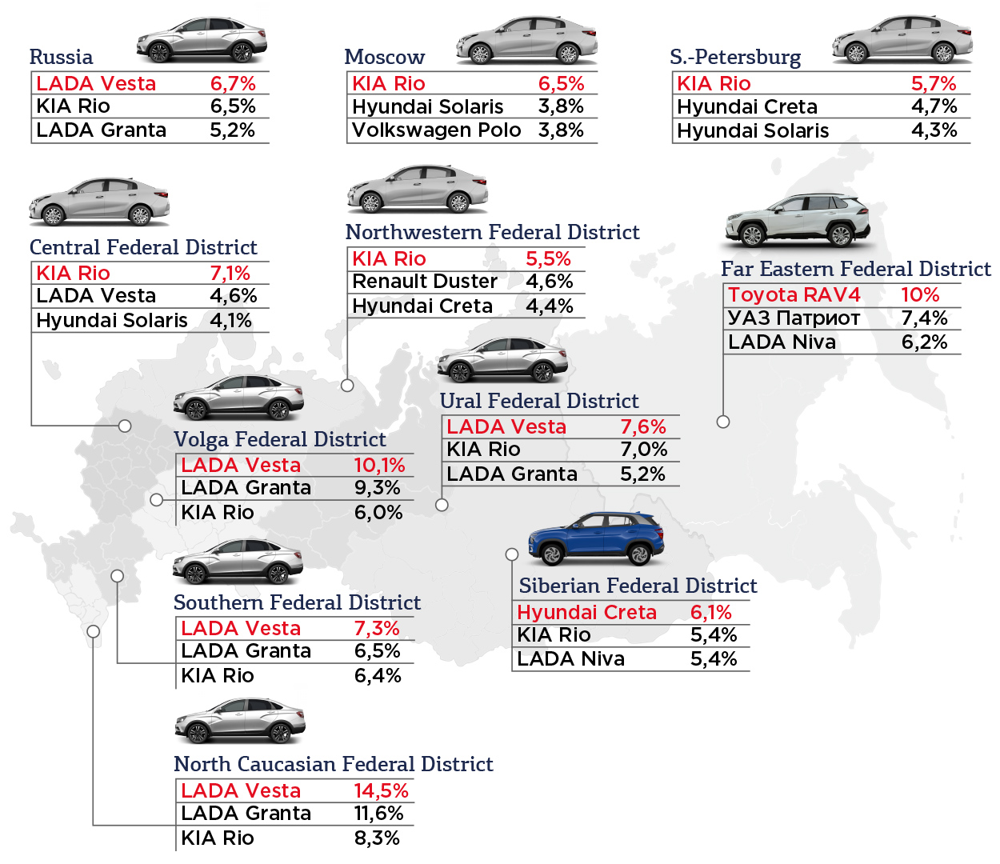 Russia
LADA Vesta 6,7%
KIA Rio 6,5%
LADA Granta 5,2%
Moscow
KIA Rio 6,5%
Hyundai Solaris 3,8%
Volkswagen Polo 3,8%
S.-Petersburg
KIA Rio 5,7%
Hyundai Creta 4,7%
Hyundai Solaris 4,3%
Central Federal District
KIA Rio 7,1%
LADA Vesta 4,6%
Hyundai Solaris 4,1%
Northwestern Federal District
KIA Rio 5,5%
Renault Duster 4,6%
Hyundai Creta 4,4%
Far Eastern Federal District
Toyota RAV4 10%
УАЗ Патриот 7,4%
LADA Niva 6,2%
Volga Federal District
LADA Vesta 10,1%
LADA Granta 9,3%
KIA Rio 6,0%
Ural Federal District
LADA Vesta 7,6%
KIA Rio 7,0%
LADA Granta 5,2%
Southern Federal District
LADA Vesta 7,3%
LADA Granta 6,5%
KIA Rio 6,4%
Siberian Federal District
Hyundai Creta 6,1%
KIA Rio 5,4%
LADA Niva 5,4%
North Caucasian Federal District
LADA Vesta 14,5%
LADA Granta 11,6%
KIA Rio 8,3%